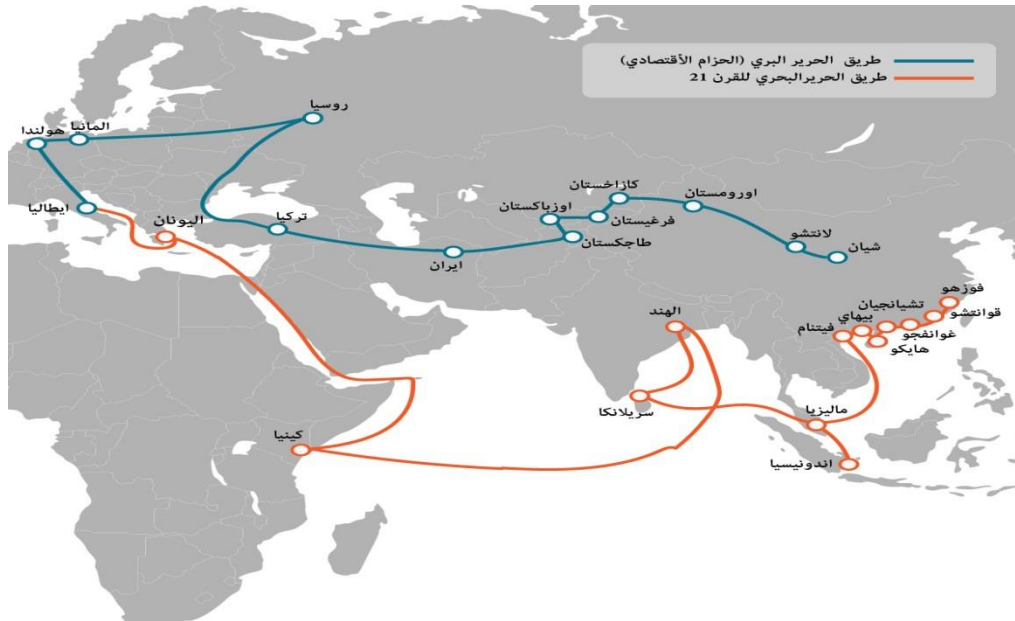 طريق الحرير البري (الحزام الأقتصادي)
طريق الحريرالبحري للقرن 21
روسيا
المانيا
هولندا
ايطاليا
اليونان
تركيا
ايران
كازاخستان
اوزباكستان
فرغيستان
طاجكستان
اورومستان
لانتشو
شيان
فوزهو
قوانتشو
تشيانجيان
غوانفجو
بيهاي
هايكو
فيتنام
الهند
سريلانكا
ماليزيا
اندونيسيا
كينيا